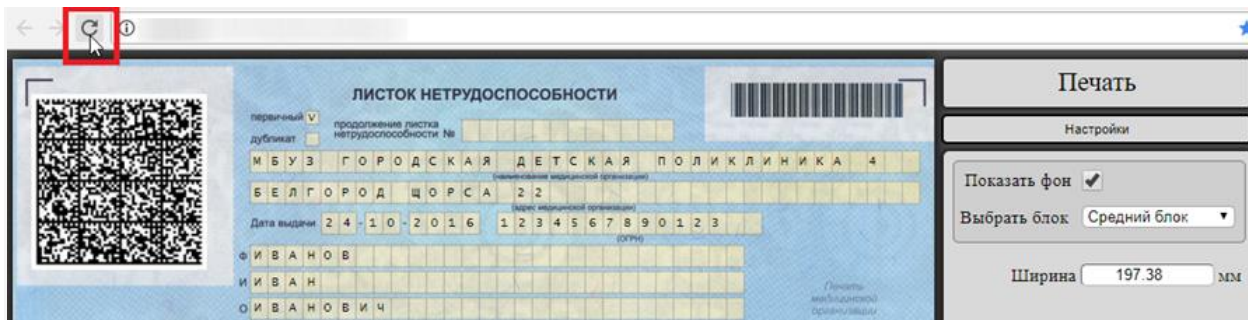 ЛИСТОК НЕТРУДОСПОСОБНОСТИ
первичный V
продолжение листка
нетрудоспособности №
дубликат
МБУЗ ГОРОДСКАЯ ДЕТСКАЯ ПОЛИКЛИНИКА 4
(наименование медицинской организации)
БЕЛГОРОД ЩОРСА 22
(адрес медицинской организации)
Дата выдачи 24-10-2016 1234567890123
(ОГРН)
Ф ИВАНОВ
И ИВАН
О ИВАНОВИЧ
Печать
медицинской
организации
Печать
Настройки
Показать фон
Выбрать блок Средний блок
Ширина 197.38 мм